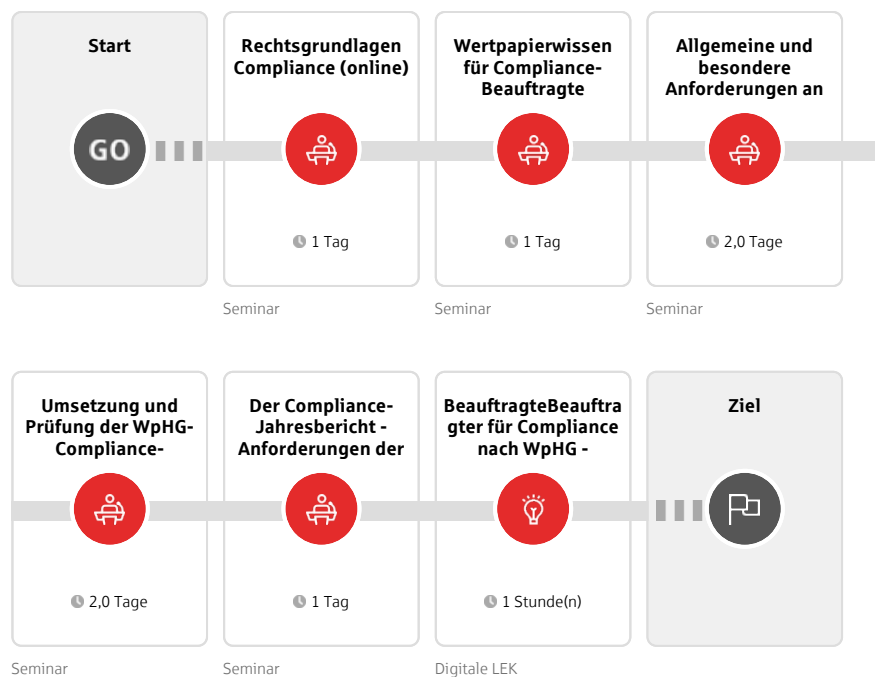 Start
GO
Rechtsgrundlagen
Compliance (online)
1 Tag
Seminar
Wertpapierwissen
für Compliance-
Beauftragte
1 Tag
Seminar
Allgemeine und
besondere
Anforderungen an
2,0 Tage
Seminar
Umsetzung und
Prüfung der WpHG-
Compliance-
2,0 Tage
Seminar
Der Compliance-
Jahresbericht -
Anforderungen der
1 Tag
Seminar
BeauftragteBeauftra
gter für Compliance
nach WpHG -
1 Stunde(n)
Digitale LEK
Ziel